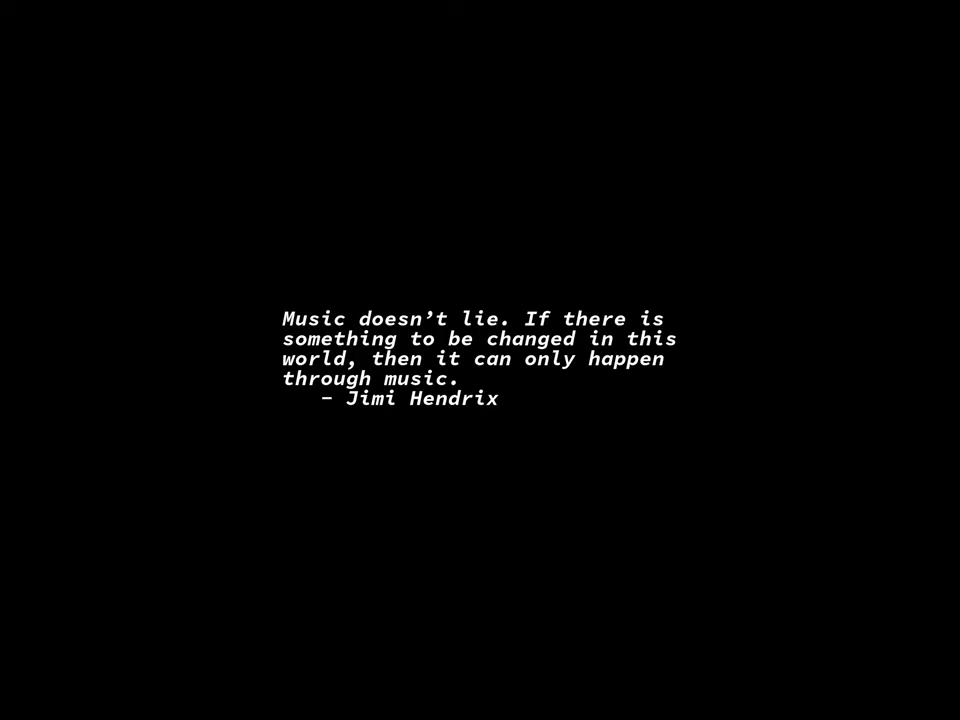 Music doesn’t lie. If there is
something to be changed in this
world, then it can only happen
through music.
– Jimi Hendrix